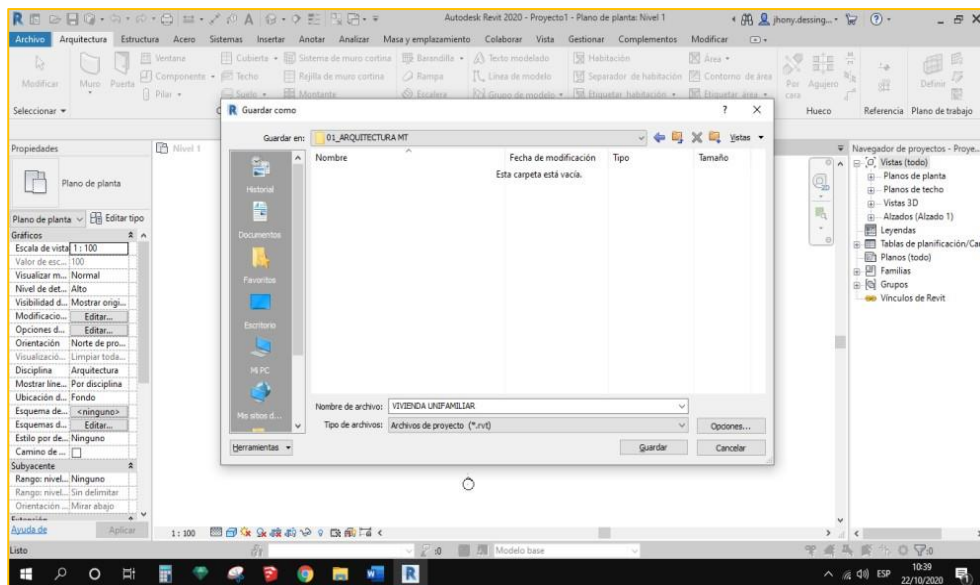 Autodesk Revit 2020 - Proyecto1 - Plano de planta: Nivel 1
jhony.dessing...
Archivo Arquitectura Estructura Acero Sistemas Insertar Anotar Analizar Masa y emplazamiento Colaborar Vista Gestionar Complementos Modificar
Modificar
Muro
Puerta
Ventana
Componente
Pilar
Cubierta
Techo
Suelo
Sistema de muro cortina
Rejilla de muro cortina
Montante
Barandilla
Rampa
Escalera
Texto modelado
Línea de modelo
Grupo de modelo
Habitación
Separador de habitación
Etiquetar habitación
Área
Contorno de área
Etiquetar área
Por cara
Agujero
Definir
Seleccionar
Hueco
Referencia
Plano de trabajo
Propiedades
Plano de planta
Plano de planta
Editar tipo
Gráficos
Escala de vista 1 : 100
Valor de esc... 100
Visualizar m... Normal
Nivel de det... Alto
Visibilidad d... Mostrar origi...
Modificacio... Editar...
Opciones d... Editar...
Orientación Norte de pro...
Visualizació... Limpiar toda...
Disciplina Arquitectura
Mostrar líne... Por disciplina
Ubicación d... Fondo
Esquema de... <ninguno>
Esquemas d... Editar...
Estilo por de... Ninguno
Camino de ...
Subyacente
Rango: nivel... Ninguno
Rango: nivel... Sin delimitar
Orientación ... Mirar abajo
Extensión
Ayuda de
Aplicar
Nivel 1
Guardar como
? X
Guardar en: 01_ARQUITECTURA MT
Vistas
Nombre Fecha de modificación Tipo Tamaño
Esta carpeta está vacía.
Historial
Documentos
Favoritos
Escritorio
Mi PC
Mis sitios d...
Nombre de archivo: VIVIENDA UNIFAMILIAR
Tipo de archivos: Archivos de proyecto (*.rvt)
Opciones...
Herramientas
Guardar
Cancelar
Navegador de proyectos - Proye...
Vistas (todo)
Planos de planta
Planos de techo
Vistas 3D
Alzados (Alzado 1)
Leyendas
Tablas de planificación/Ca
Planos (todo)
Familias
Grupos
Vínculos de Revit
1 : 100
Listo
:0
Modelo base
:0
ESP
10:39
22/10/2020